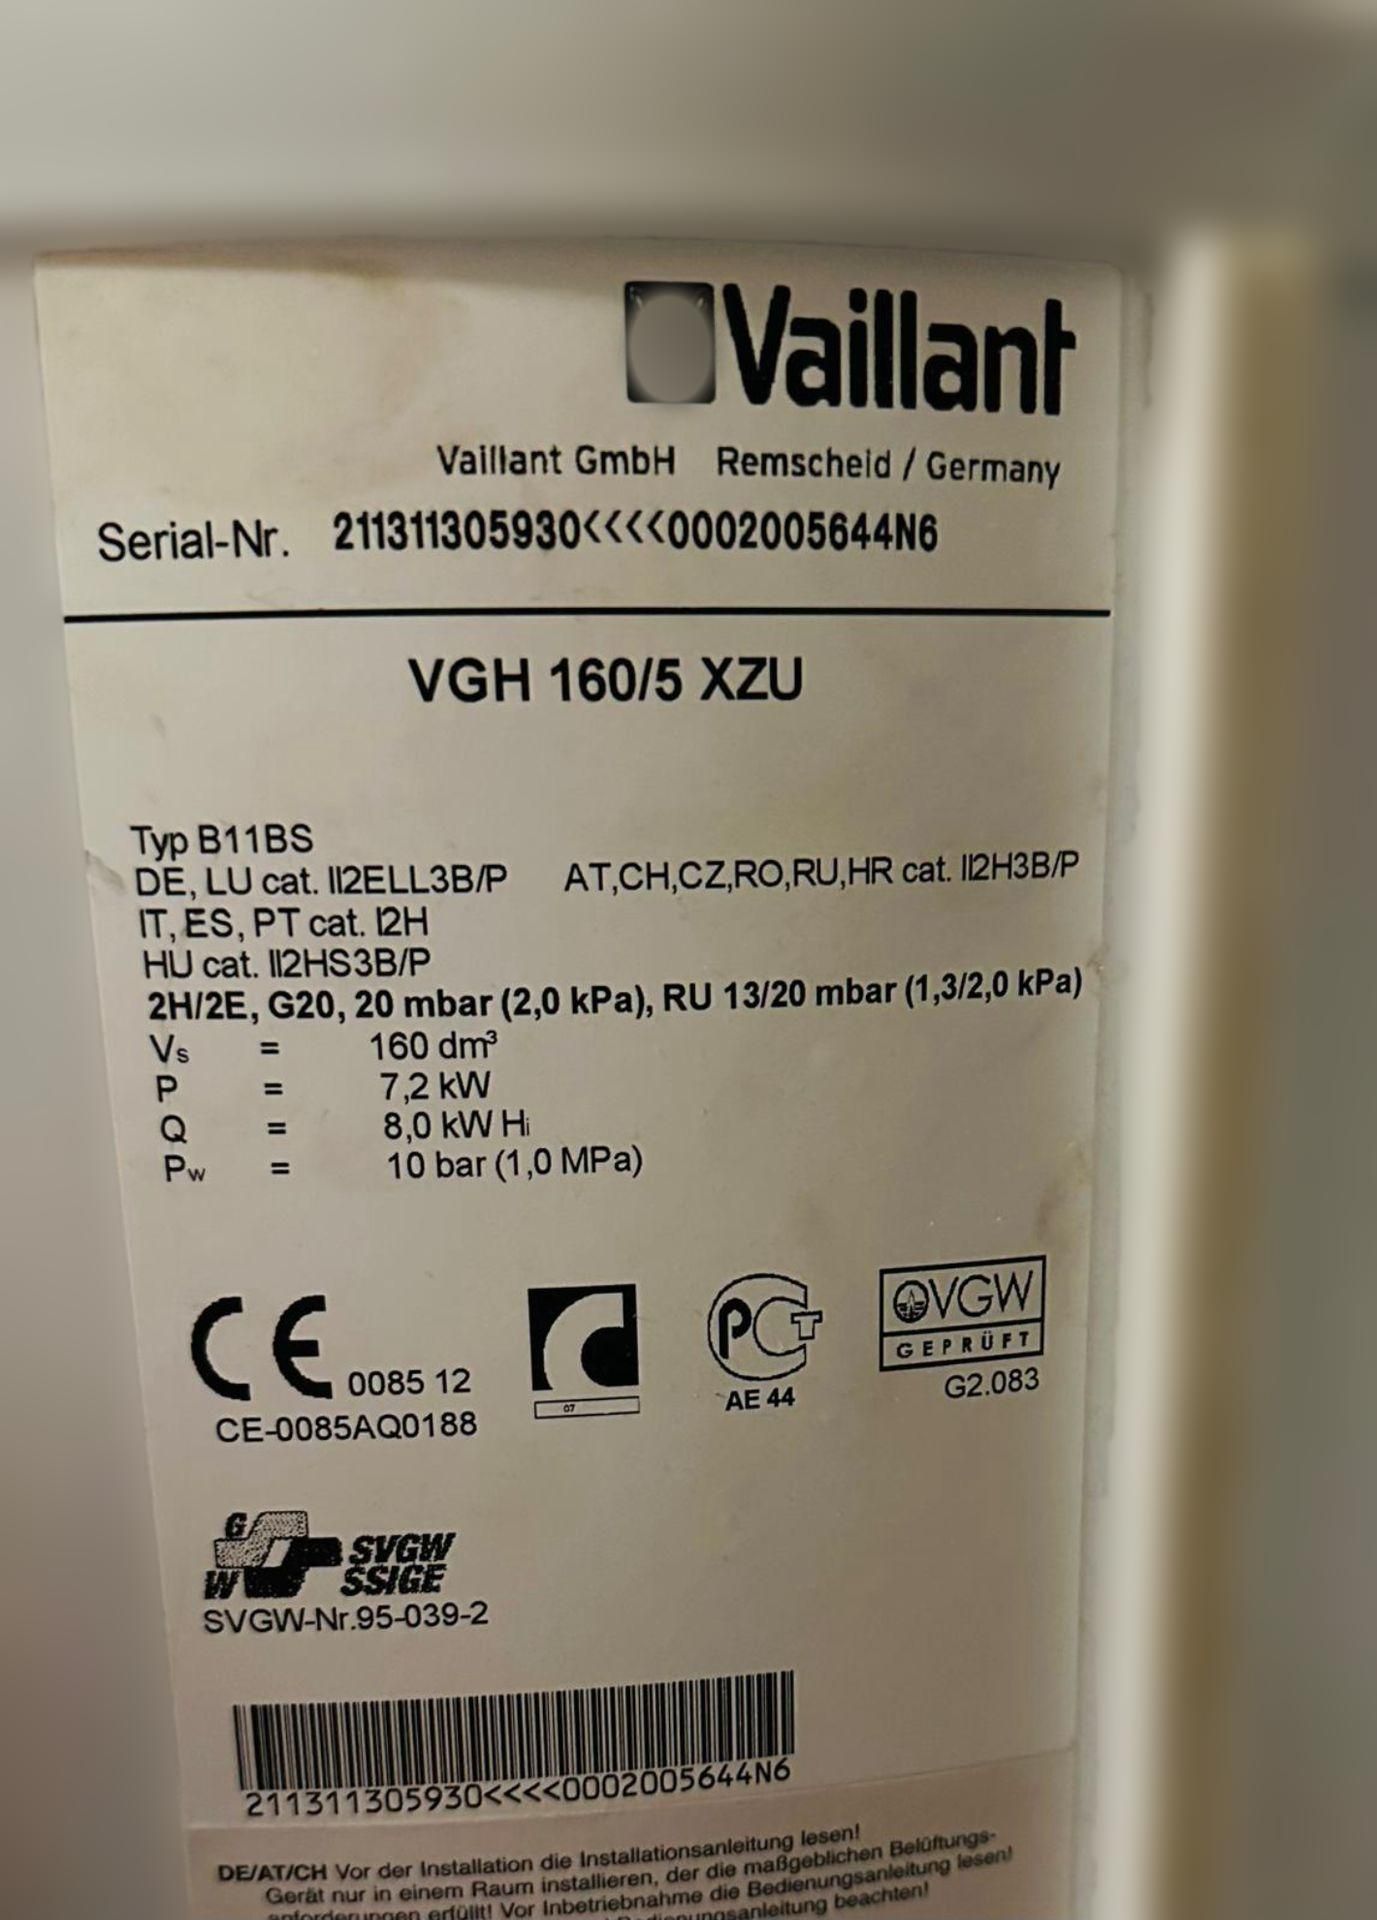 Vaillant
Vaillant GmbH Remscheid / Germany
Serial-Nr. 211311305930<<<<0002005644N6
VGH 160/5 XZU
Typ B11BS
DE, LU cat. II2ELL3B/P AT,CH,CZ,RO,RU,HR cat. II2H3B/P
IT, ES, PT cat. I2H
HU cat. II2HS3B/P
2H/2E, G20, 20 mbar (2,0 kPa), RU 13/20 mbar (1,3/2,0 kPa)
Vs = 160 dm³
P = 7,2 kW
Q = 8,0 kW Hi
Pw = 10 bar (1,0 MPa)
CE 0085 12
CE-0085AQ0188
07
PCT
AE 44
ÖVGW
GEPRÜFT
G2.083
G
W
SVGW
SSIGE
SVGW-Nr.95-039-2
211311305930<<<<0002005644N6
DE/AT/CH Vor der Installation die Installationsanleitung lesen!
Gerät nur in einem Raum installieren, der die maßgeblichen Belüftungs-
anforderungen erfüllt! Vor Inbetriebnahme die Bedienungsanleitung lesen!
beachten!